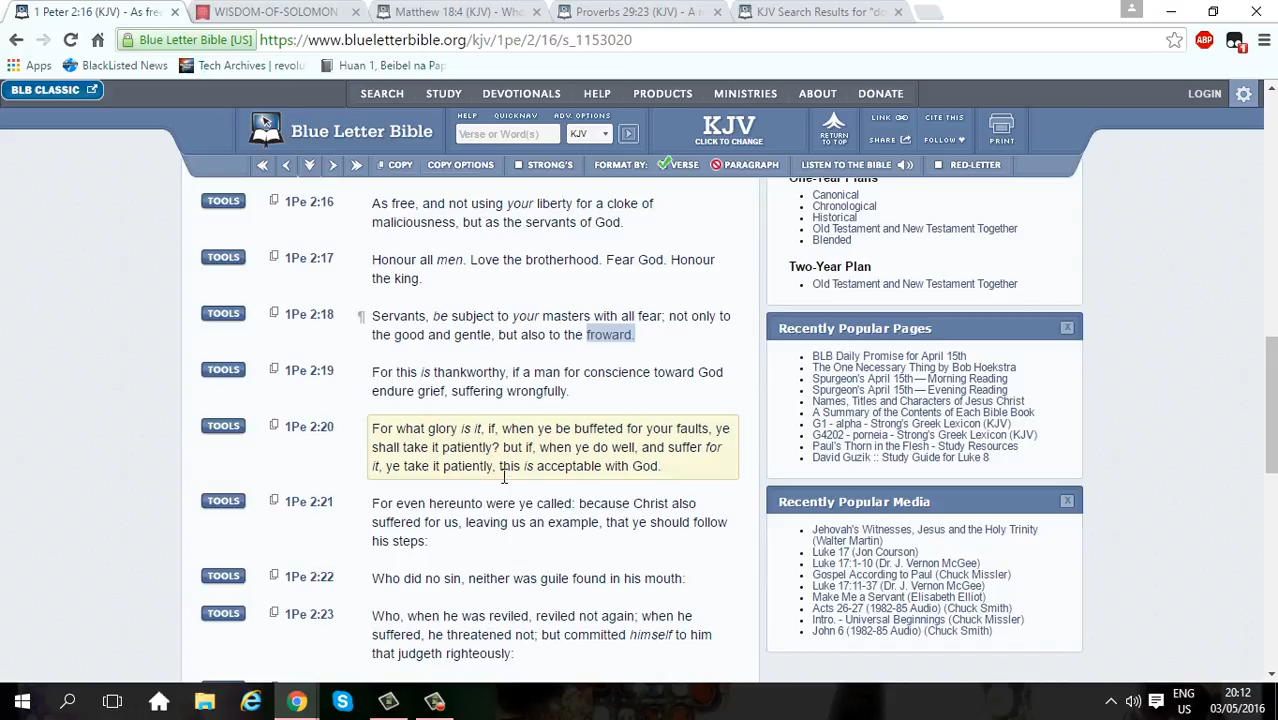 1 Peter 2:16 (KJV) - As fre
WISDOM-OF-SOLOMON
Matthew 18:4 (KJV) - Who
Proverbs 29:23 (KJV) - A m
KJV Search Results for "do
Blue Letter Bible [US]
https://www.blueletterbible.org/kjv/1pe/2/16/s_1153020
ABP
Apps
BlackListed News
Tech Archives | revolu
Huan 1, Beibel na Pap
BLB CLASSIC
SEARCH STUDY DEVOTIONALS HELP PRODUCTS MINISTRIES ABOUT DONATE
LOGIN
Blue Letter Bible
HELP QUICKNAV ADV. OPTIONS
Verse or Word(s)
KJV
KJV
CLICK TO CHANGE
RETURN TO TOP
LINK
CITE THIS
SHARE
FOLLOW
PRINT
COPY COPY OPTIONS STRONG'S FORMAT BY: VERSE PARAGRAPH LISTEN TO THE BIBLE RED-LETTER
TOOLS 1Pe 2:16 As free, and not using your liberty for a cloke of
maliciousness, but as the servants of God.
TOOLS 1Pe 2:17 Honour all men. Love the brotherhood. Fear God. Honour
the king.
TOOLS 1Pe 2:18 ¶ Servants, be subject to your masters with all fear; not only to
the good and gentle, but also to the froward.
TOOLS 1Pe 2:19 For this is thankworthy, if a man for conscience toward God
endure grief, suffering wrongfully.
TOOLS 1Pe 2:20 For what glory is it, if, when ye be buffeted for your faults, ye
shall take it patiently? but if, when ye do well, and suffer for
it, ye take it patiently, this is acceptable with God.
TOOLS 1Pe 2:21 For even hereunto were ye called: because Christ also
suffered for us, leaving us an example, that ye should follow
his steps:
TOOLS 1Pe 2:22 Who did no sin, neither was guile found in his mouth:
TOOLS 1Pe 2:23 Who, when he was reviled, reviled not again; when he
suffered, he threatened not; but committed himself to him
that judgeth righteously:
One-Year Plans
Canonical
Chronological
Historical
Old Testament and New Testament Together
Blended
Two-Year Plan
Old Testament and New Testament Together
Recently Popular Pages
BLB Daily Promise for April 15th
The One Necessary Thing by Bob Hoekstra
Spurgeon's April 15th — Morning Reading
Spurgeon's April 15th — Evening Reading
Names, Titles and Characters of Jesus Christ
A Summary of the Contents of Each Bible Book
G1 - alpha - Strong's Greek Lexicon (KJV)
G4202 - porneia - Strong's Greek Lexicon (KJV)
Paul's Thorn in the Flesh - Study Resources
David Guzik :: Study Guide for Luke 8
Recently Popular Media
Jehovah's Witnesses, Jesus and the Holy Trinity
(Walter Martin)
Luke 17 (Jon Courson)
Luke 17:1-10 (Dr. J. Vernon McGee)
Gospel According to Paul (Chuck Missler)
Luke 17:11-37 (Dr. J. Vernon McGee)
Make Me a Servant (Elisabeth Elliot)
Acts 26-27 (1982-85 Audio) (Chuck Smith)
Intro. - Universal Beginnings (Chuck Missler)
John 6 (1982-85 Audio) (Chuck Smith)
ENG
US
20:12
03/05/2016